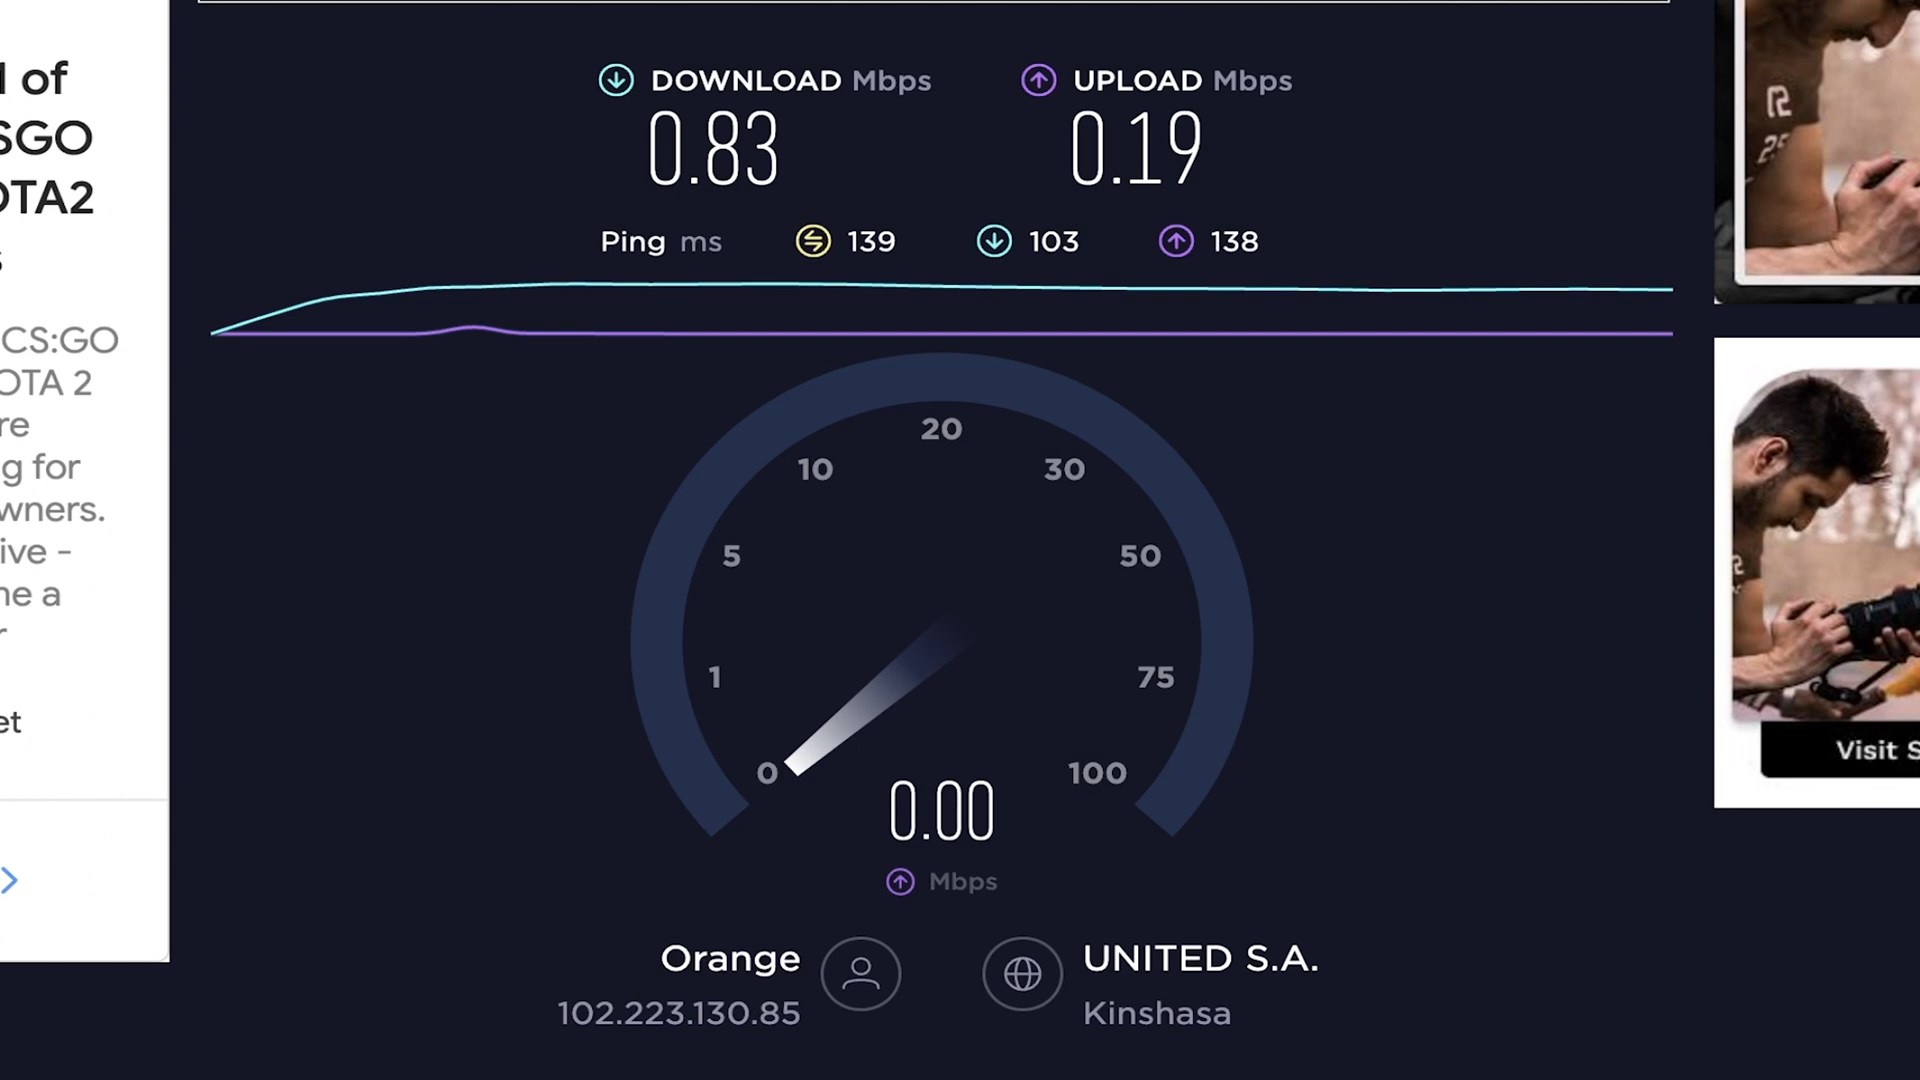 DOWNLOAD Mbps
0.83
UPLOAD Mbps
0.19
Ping ms 139 103 138
0
1
5
10
20
30
50
75
100
0.00
Mbps
Orange
102.223.130.85
UNITED S.A.
Kinshasa
of
SGO
OTA2
CS:GO
OTA 2
re
g for
wners.
ive -
ne a
r
et
R
Visit S